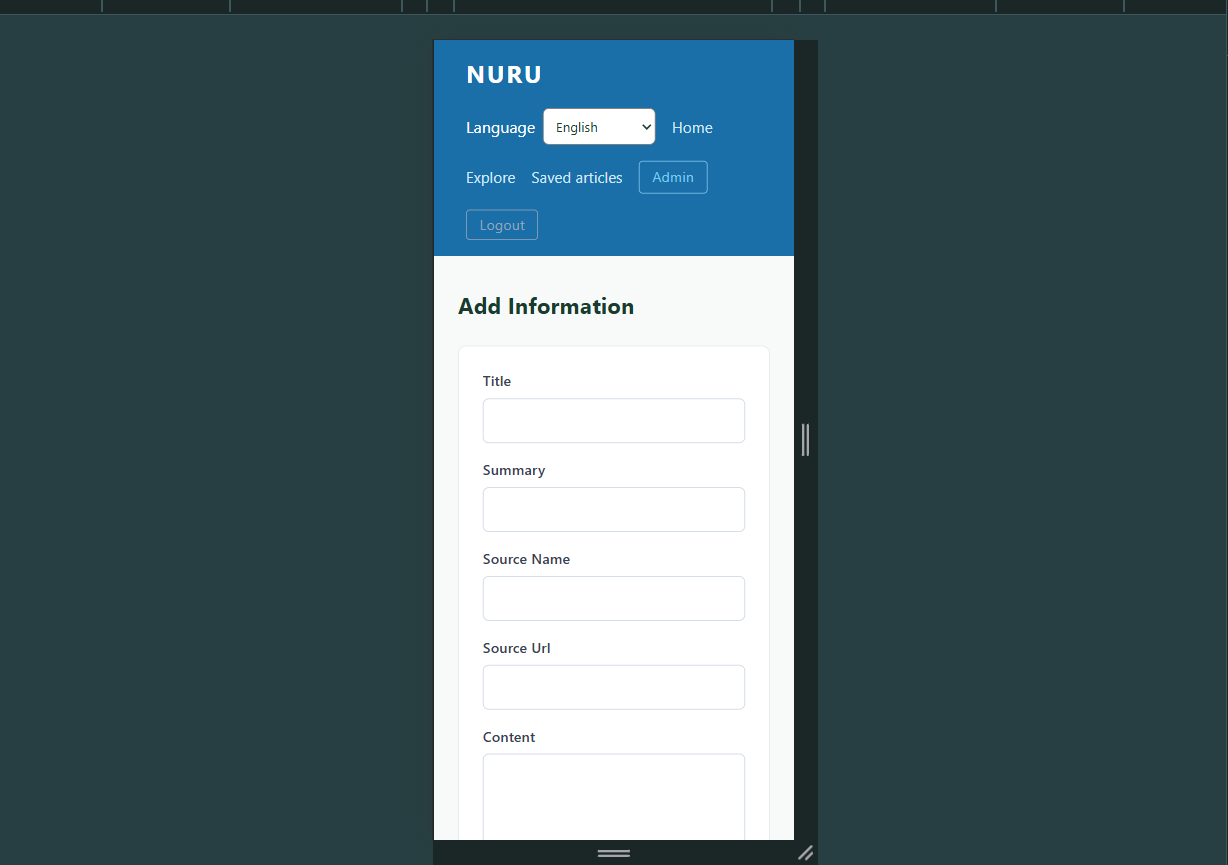 NURU
Language English Home
Explore Saved articles Admin
Logout
Add Information
Title
Summary
Source Name
Source Url
Content